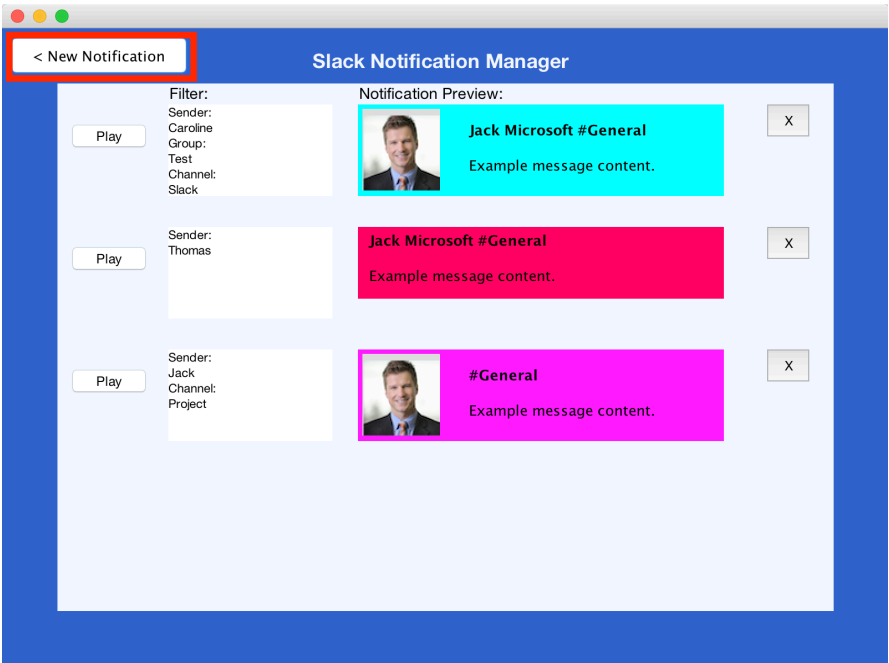 < New Notification
Slack Notification Manager
Filter:
Notification Preview:
Play
Sender:
Caroline
Group:
Test
Channel:
Slack
Jack Microsoft #General
Example message content.
X
Play
Sender:
Thomas
Jack Microsoft #General
Example message content.
X
Play
Sender:
Jack
Channel:
Project
#General
Example message content.
X